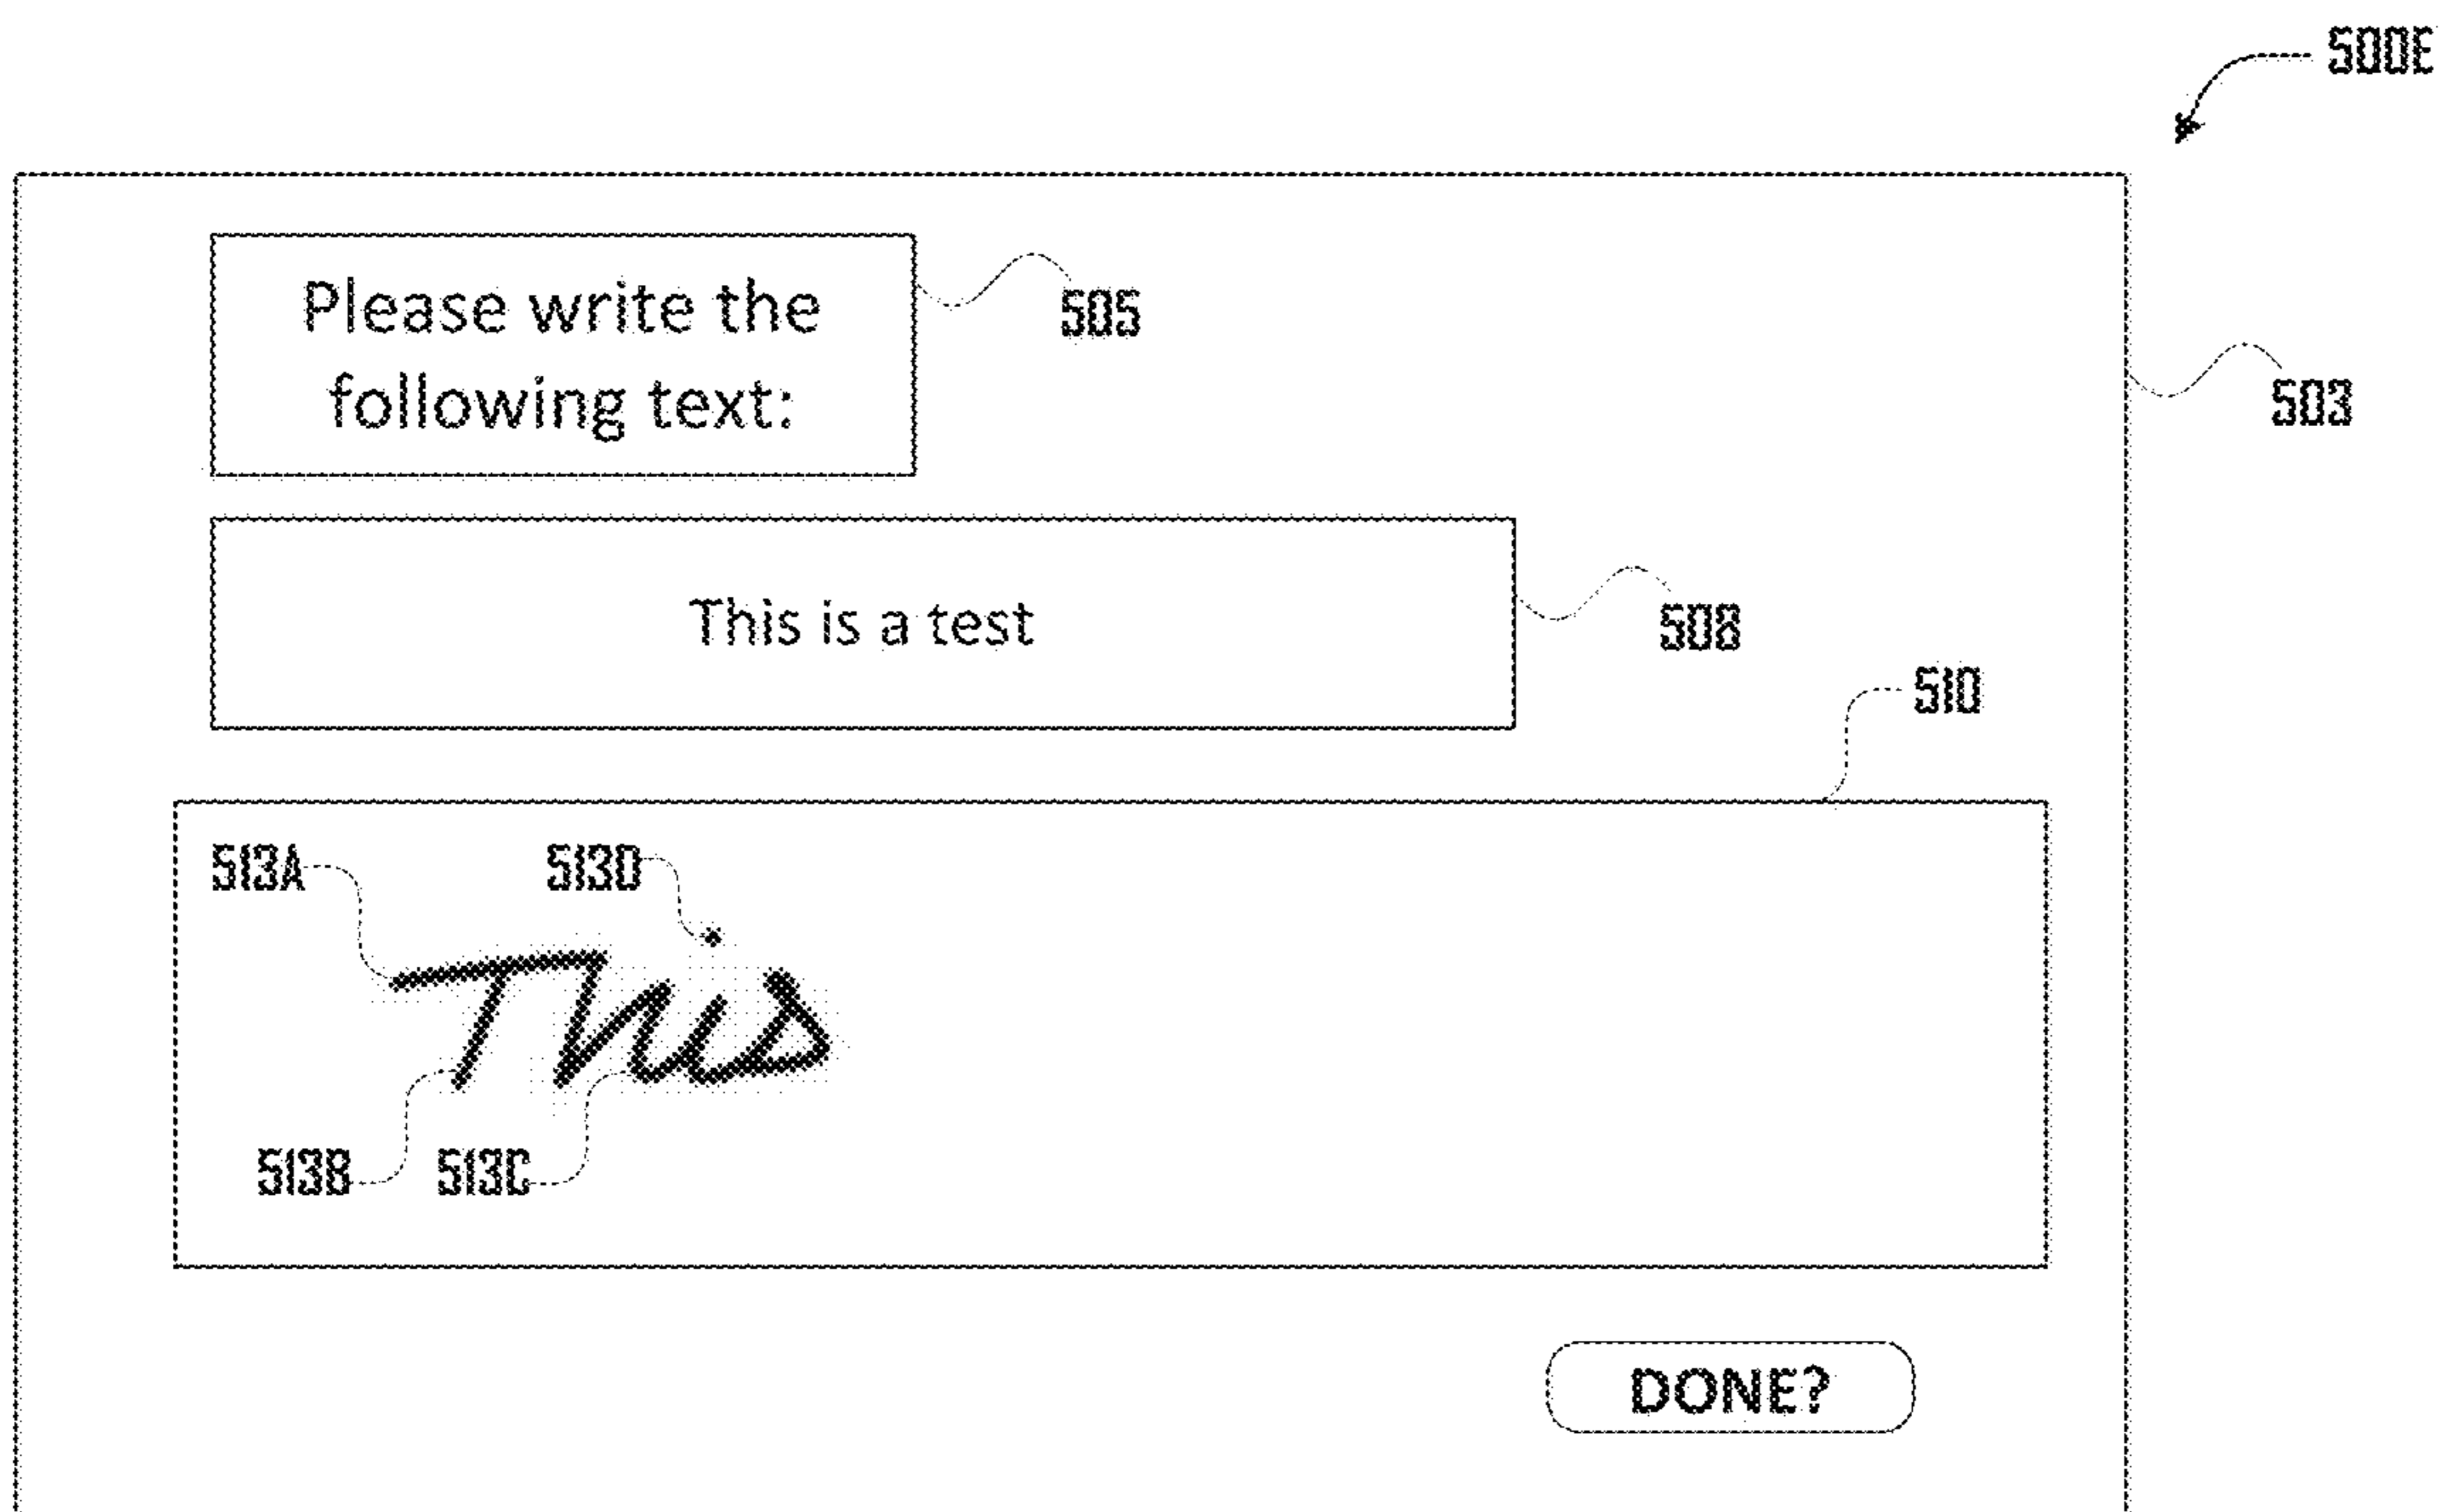 500E
Please write the
following text:
505
503
This is a test
508
510
513A 513D
This
513B 513C
DONE?